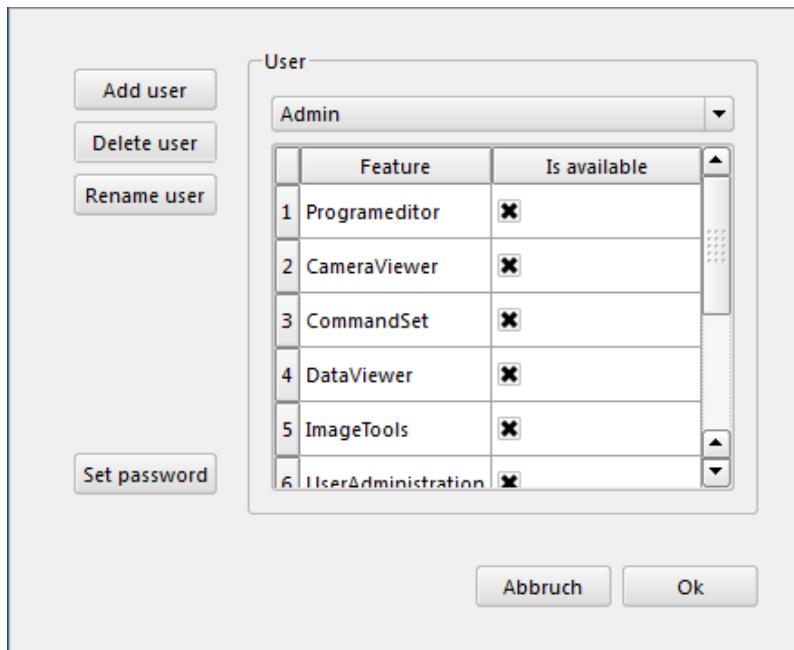 Add user
Delete user
Rename user
Set password
User
Admin
Feature Is available
1 Programeditor
2 CameraViewer
3 CommandSet
4 DataViewer
5 ImageTools
6 UserAdministration
Abbruch Ok